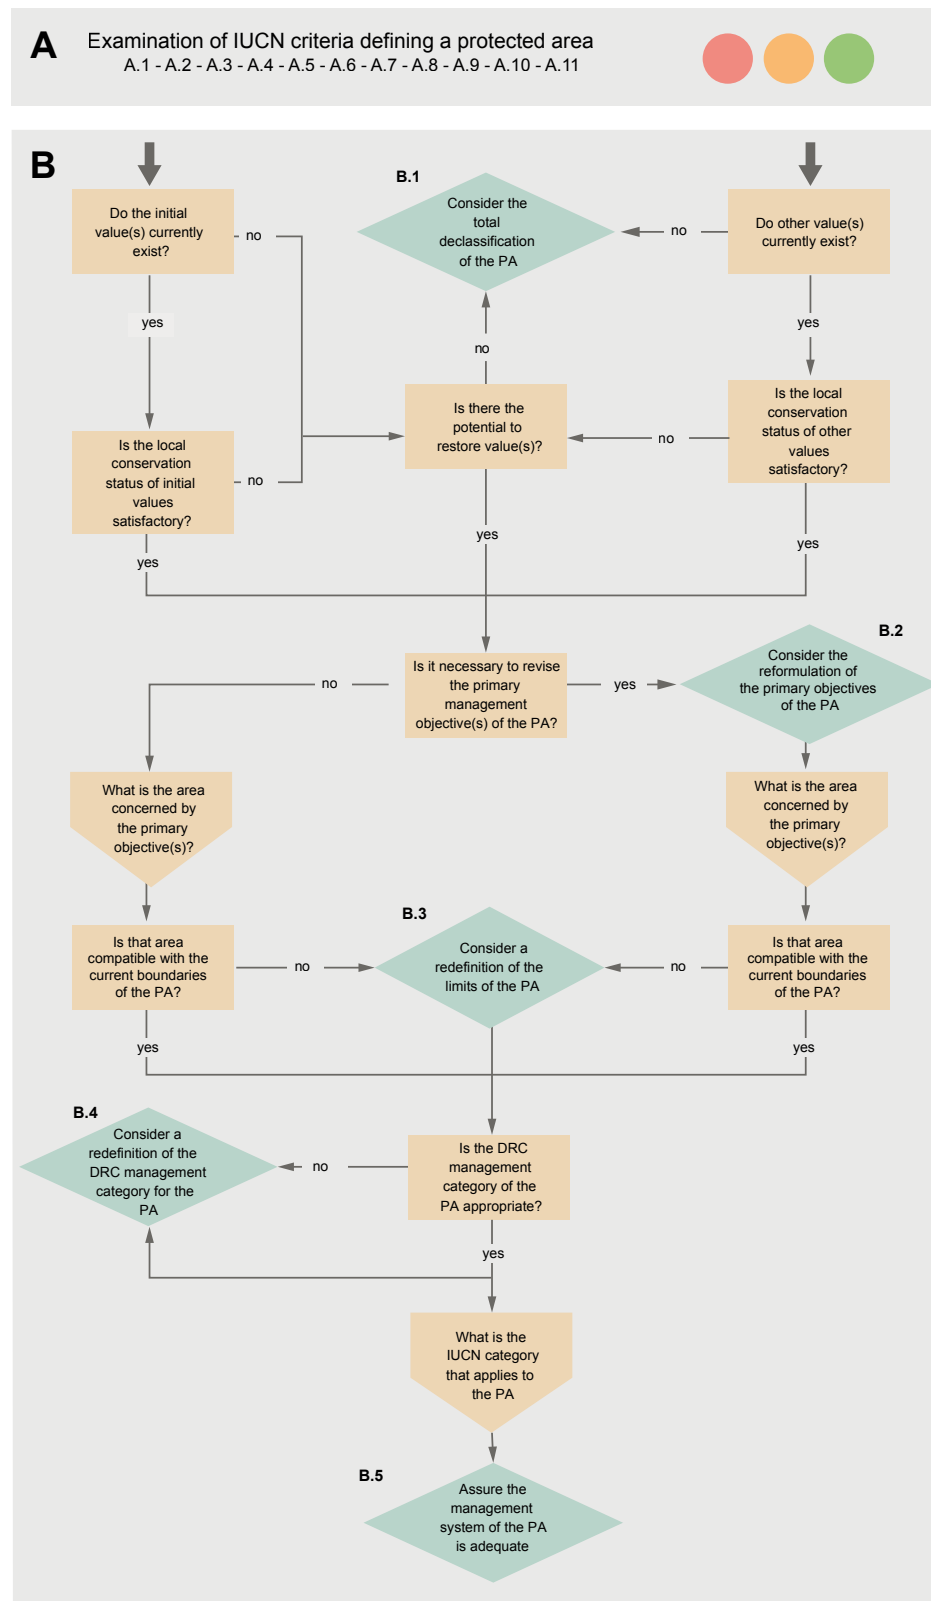 A
Examination of IUCN criteria defining a protected area
A.1 - A.2 - A.3 - A.4 - A.5 - A.6 - A.7 - A.8 - A.9 - A.10 - A.11
B
Do the initial
value(s) currently
exist?
no
yes
B.1
Consider the
total
declassification
of the PA
no
Do other value(s)
currently exist?
yes
no
Is there the
potential to
restore value(s)?
no
Is the local
conservation
status of other
values
satisfactory?
Is the local
conservation
status of initial
values
satisfactory?
no
yes
yes
yes
Is it necessary to revise
the primary
management
objective(s) of the PA?
no
yes
B.2
Consider the
reformulation of
the primary objectives
of the PA
What is the area
concerned by
the primary
objective(s)?
What is the area
concerned by
the primary
objective(s)?
Is that area
compatible with the
current boundaries
of the PA?
no
B.3
Consider a
redefinition of the
limits of the PA
no
Is that area
compatible with the
current boundaries
of the PA?
yes
yes
B.4
Consider a
redefinition of the
DRC management
category for the
PA
no
Is the DRC
management
category of the
PA appropriate?
yes
What is the
IUCN category
that applies to
the PA
B.5
Assure the
management
system of the PA
is adequate